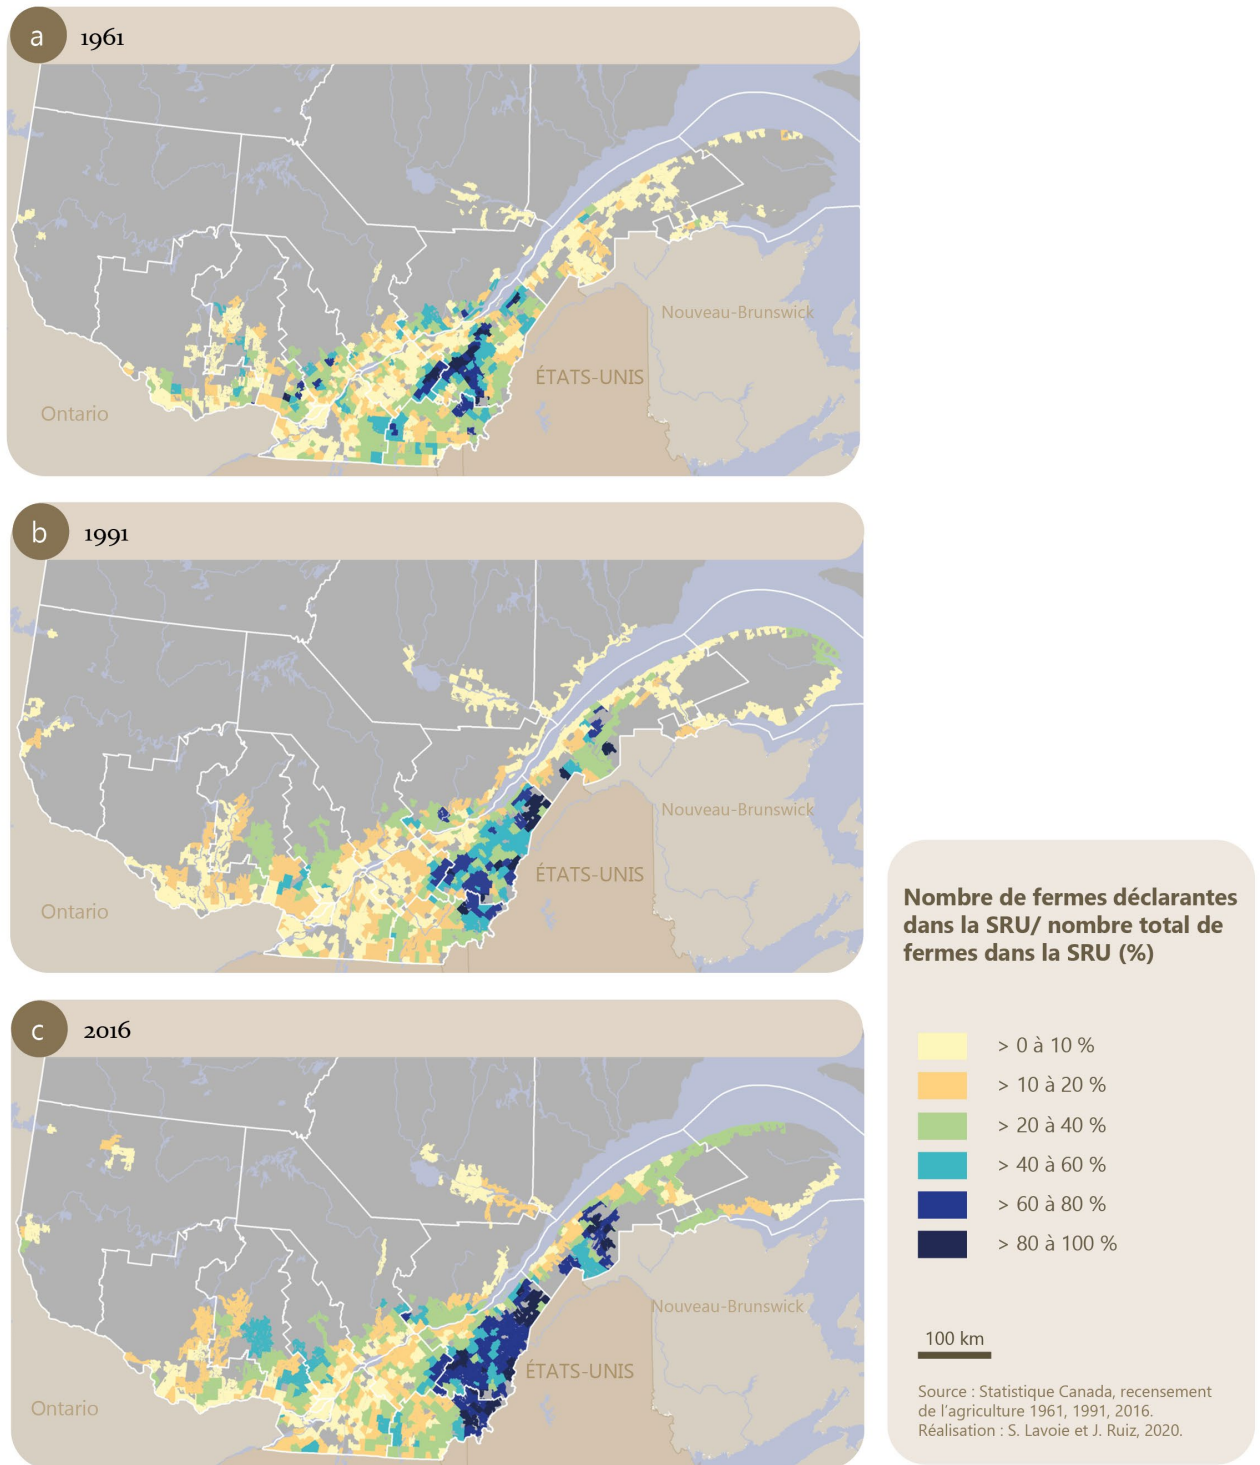 a
1961
Nouveau-Brunswick
ÉTATS-UNIS
Ontario
b
1991
Nouveau-Brunswick
ÉTATS-UNIS
Ontario
c
2016
Nouveau-Brunswick
ÉTATS-UNIS
Ontario
Nombre de fermes déclarantes
dans la SRU/ nombre total de
fermes dans la SRU (%)
> 0 à 10 %
> 10 à 20 %
> 20 à 40 %
> 40 à 60 %
> 60 à 80 %
> 80 à 100 %
100 km
Source : Statistique Canada, recensement
de l'agriculture 1961, 1991, 2016.
Réalisation : S. Lavoie et J. Ruiz, 2020.